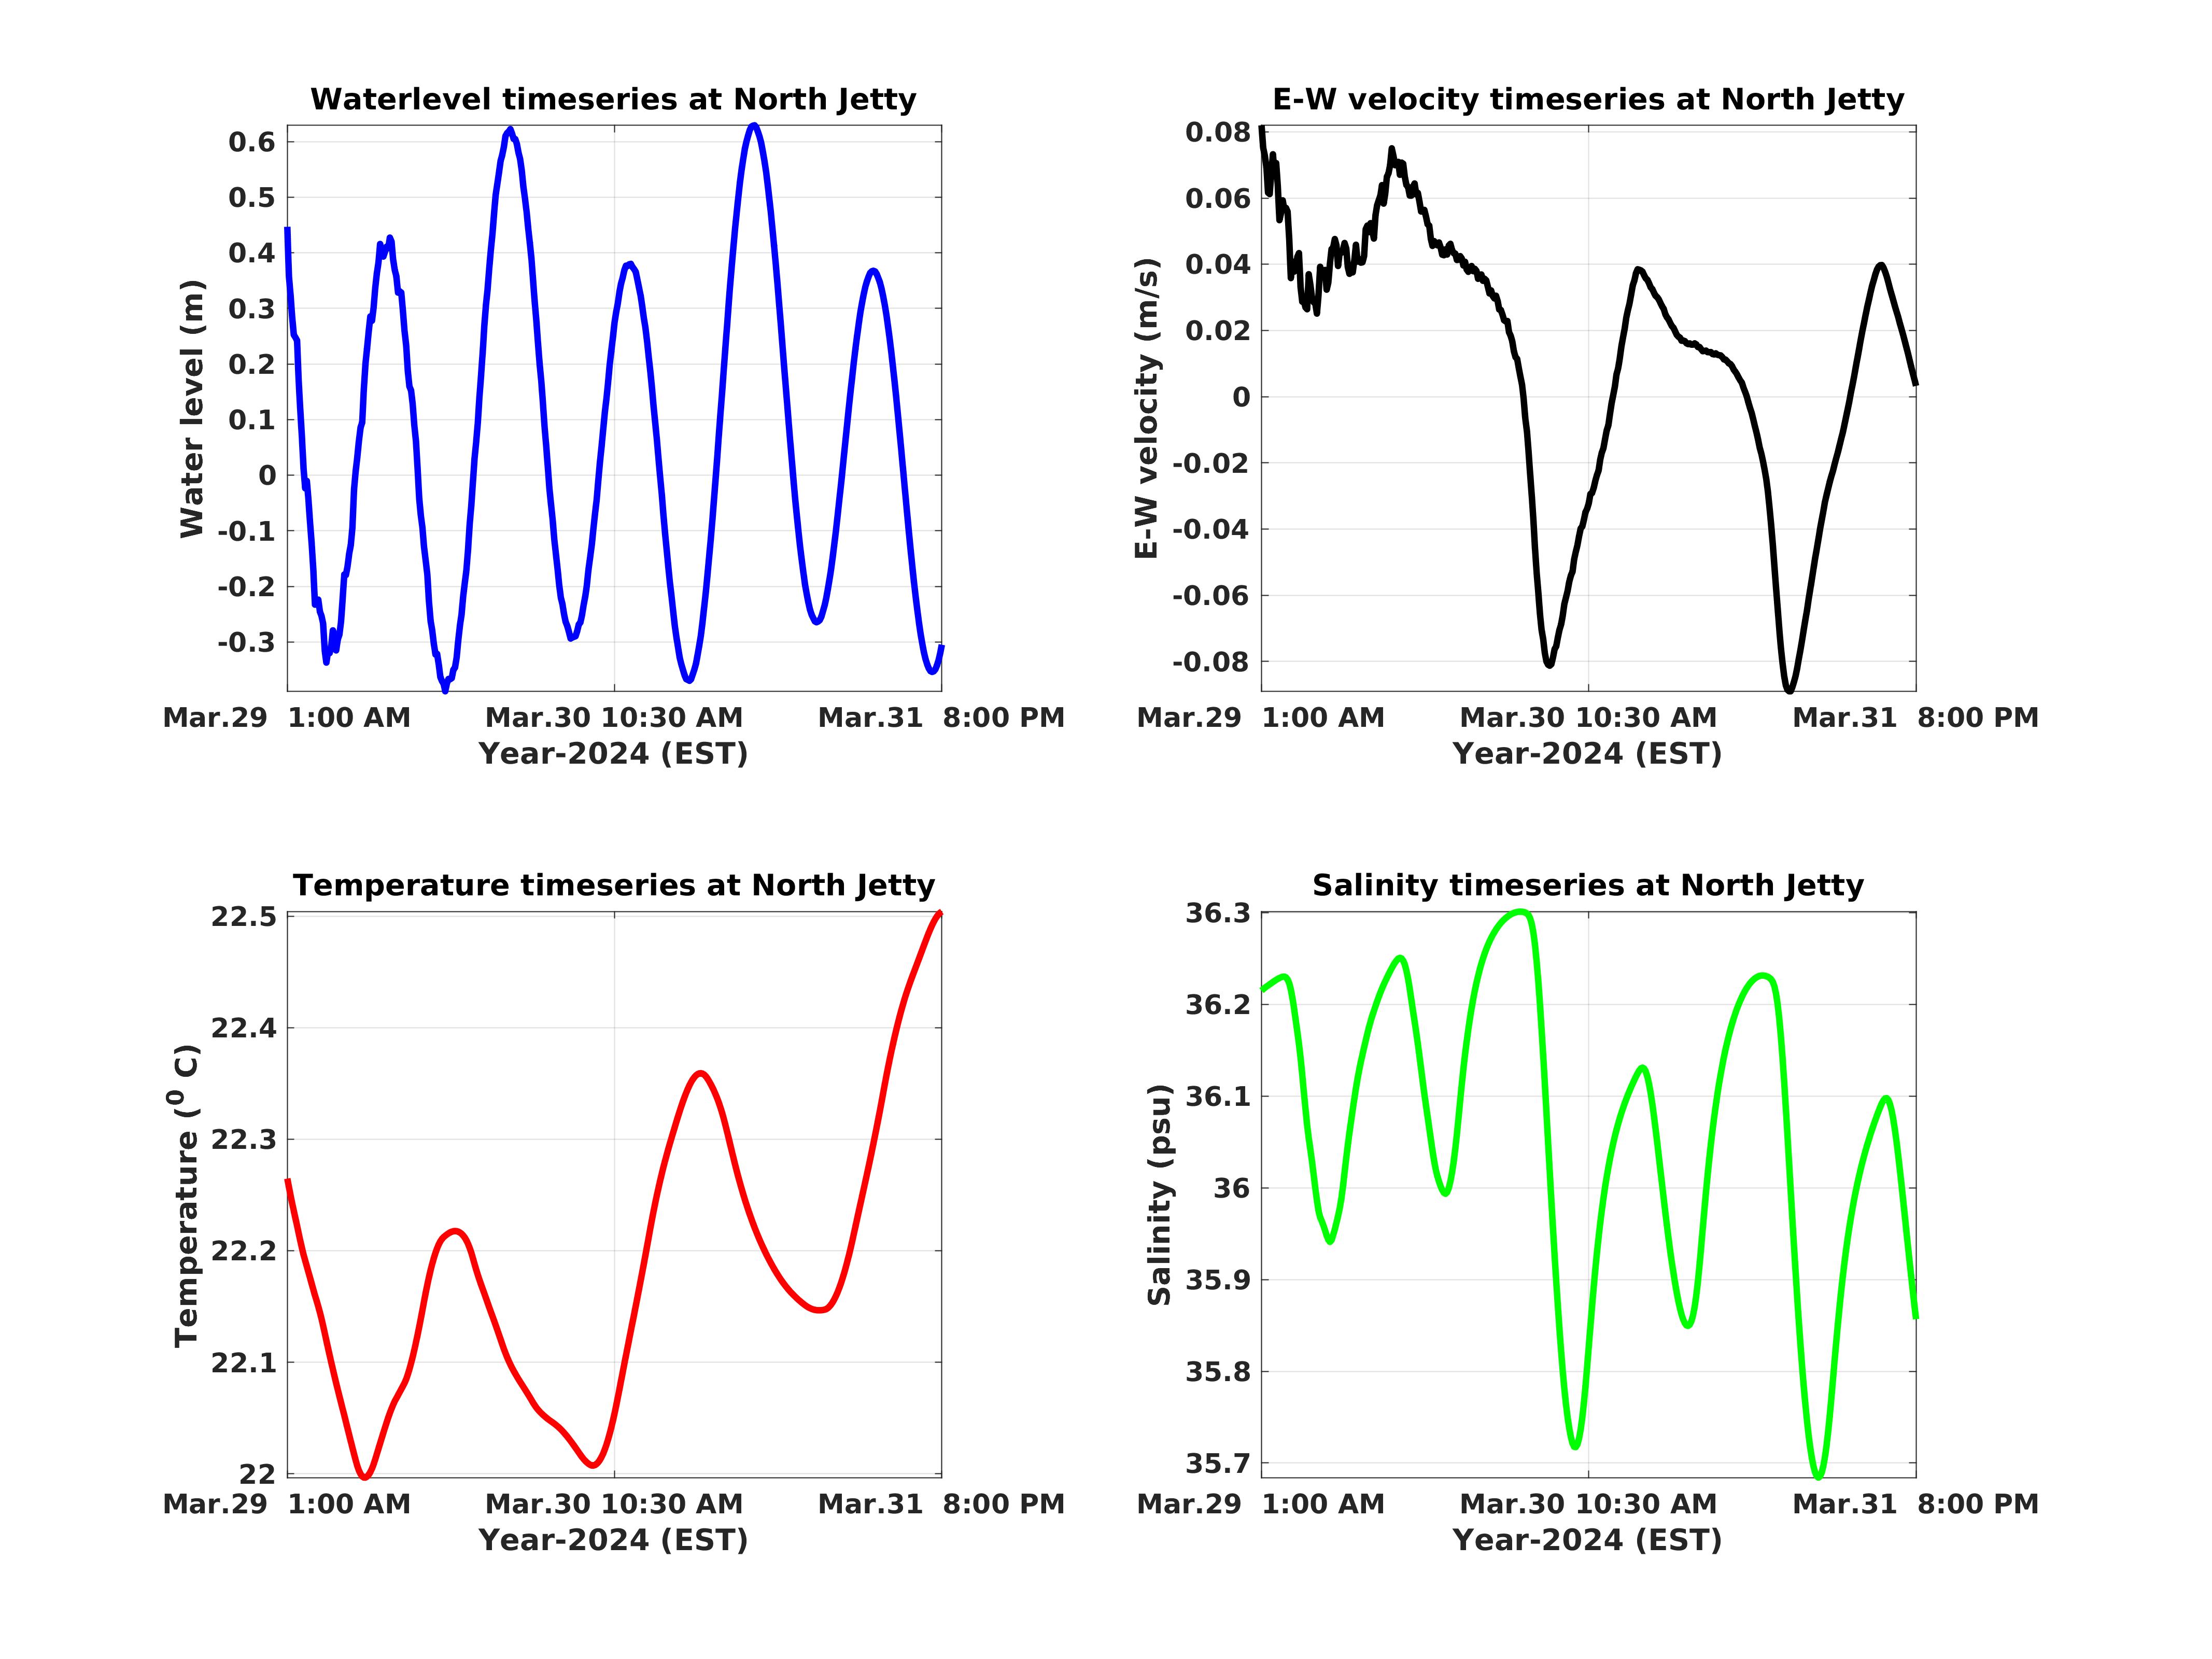 Waterlevel timeseries at North Jetty
Water level (m)
0.6
0.5
0.4
0.3
0.2
0.1
0
-0.1
-0.2
-0.3
Mar.29 1:00 AM Mar.30 10:30 AM Mar.31 8:00 PM
Year-2024 (EST)
E-W velocity timeseries at North Jetty
E-W velocity (m/s)
0.08
0.06
0.04
0.02
0
-0.02
-0.04
-0.06
-0.08
Mar.29 1:00 AM Mar.30 10:30 AM Mar.31 8:00 PM
Year-2024 (EST)
Temperature timeseries at North Jetty
Temperature (⁰ C)
22.5
22.4
22.3
22.2
22.1
22
Mar.29 1:00 AM Mar.30 10:30 AM Mar.31 8:00 PM
Year-2024 (EST)
Salinity timeseries at North Jetty
Salinity (psu)
36.3
36.2
36.1
36
35.9
35.8
35.7
Mar.29 1:00 AM Mar.30 10:30 AM Mar.31 8:00 PM
Year-2024 (EST)